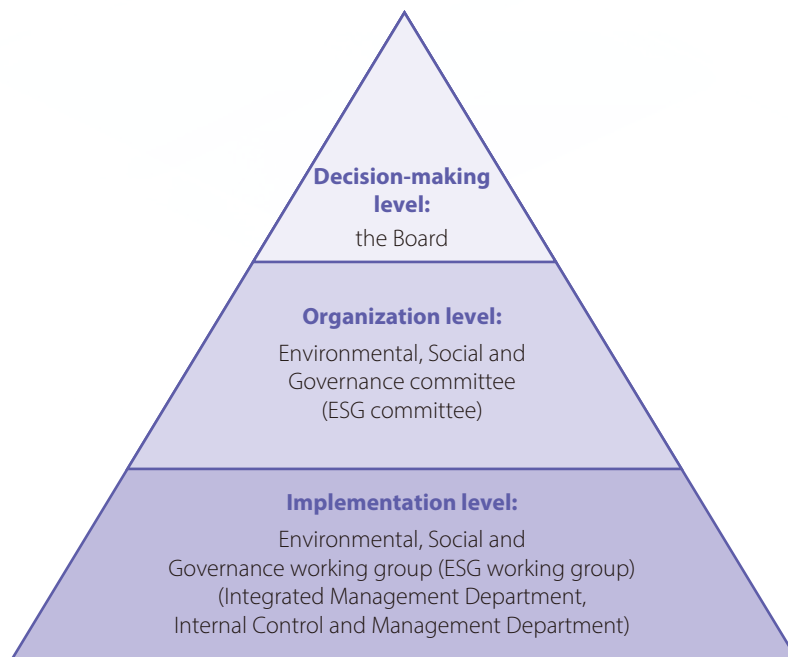 Decision-making
level:
the Board
Organization level:
Environmental, Social and
Governance committee
(ESG committee)
Implementation level:
Environmental, Social and
Governance working group (ESG working group)
(Integrated Management Department,
Internal Control and Management Department)